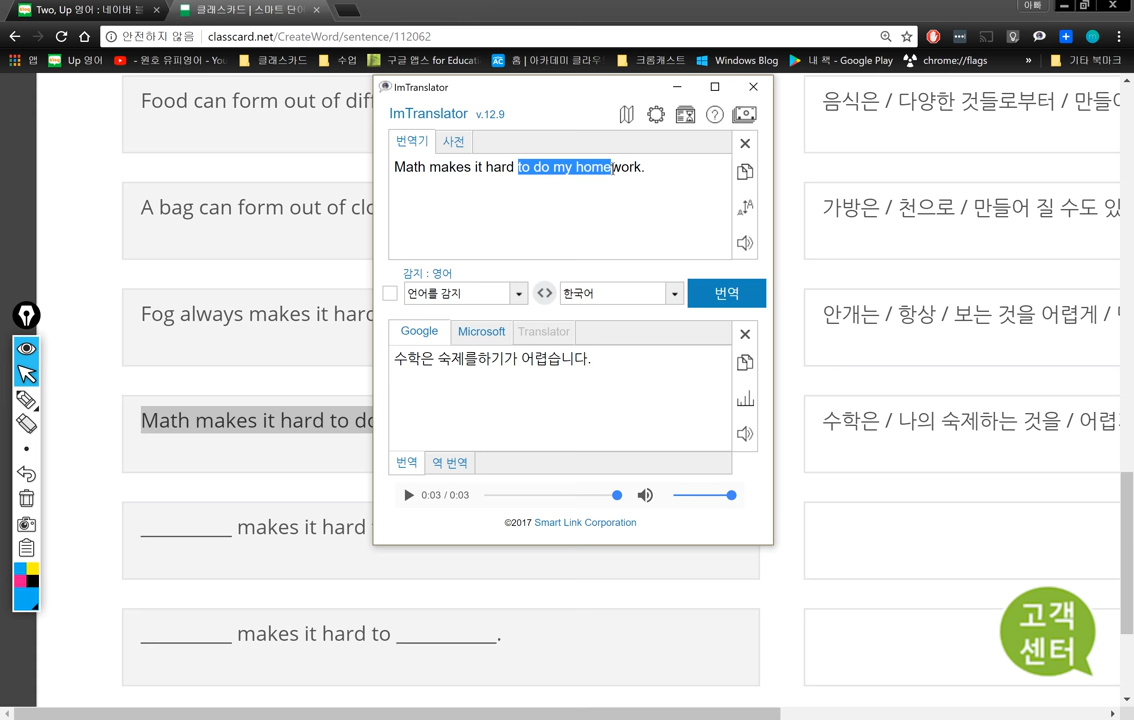 Two, Up 영어 : 네이버 블
클래스카드 | 스마트 단어
아빠
안전하지 않음
classcard.net/CreateWord/sentence/112062
앱
Up 영어
- 원호 유피영어 - You
클래스카드
수업
구글 앱스 for Educati
홈 | 아카데미 클라우
크롬캐스트
Windows Blog
내 책 - Google Play
chrome://flags
»
기타 북마크
Food can form out of diff
음식은 / 다양한 것들로부터 / 만들어
A bag can form out of clo
가방은 / 천으로 / 만들어 질 수도 있
Fog always makes it hard
안개는 / 항상 / 보는 것을 어렵게 /
Math makes it hard to do
수학은 / 나의 숙제하는 것을 / 어렵
__________ makes it hard
__________ makes it hard to ___________.
ImTranslator
ImTranslator v.12.9
번역기
사전
Math makes it hard to do my homework.
감지 : 영어
언어를 감지
한국어
번역
Google
Microsoft
Translator
수학은 숙제를하기가 어렵습니다.
번역
역 번역
0:03 / 0:03
©2017 Smart Link Corporation
고객
센터